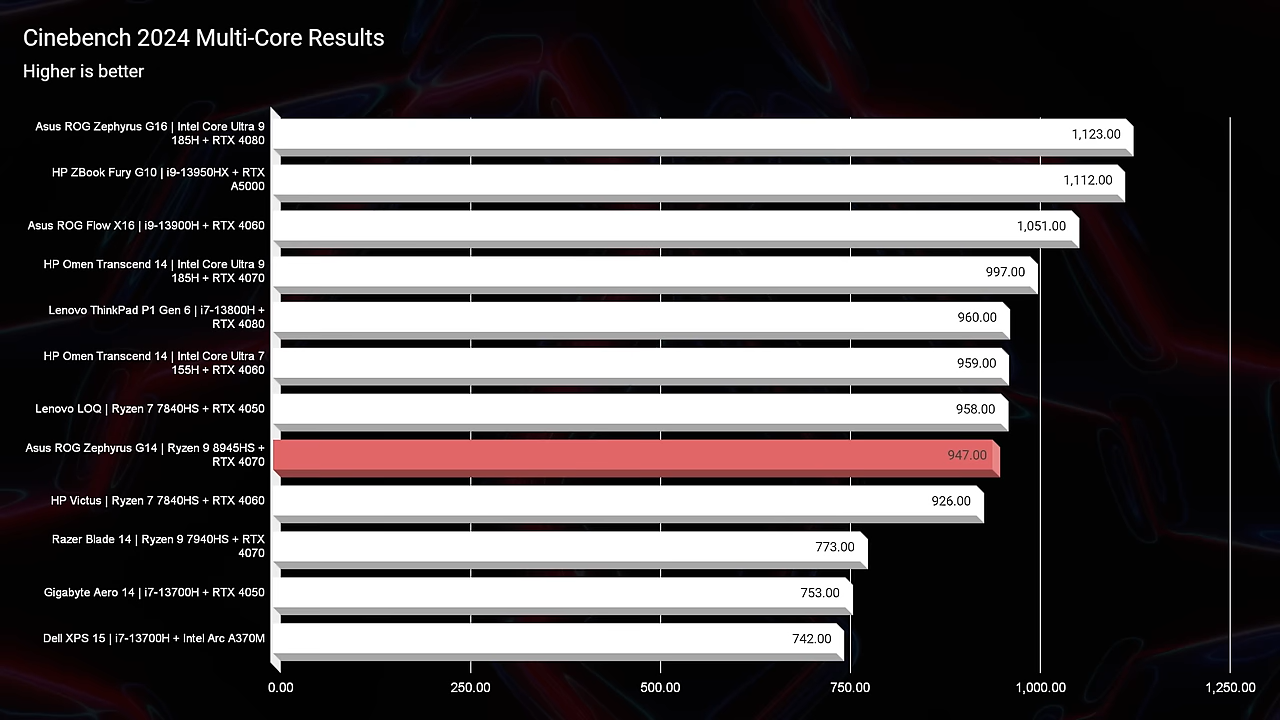 Cinebench 2024 Multi-Core Results
Higher is better
Asus ROG Zephyrus G16 | Intel Core Ultra 9
185H + RTX 4080
1,123.00
HP ZBook Fury G10 | i9-13950HX + RTX
A5000
1,112.00
Asus ROG Flow X16 | i9-13900H + RTX 4060
1,051.00
HP Omen Transcend 14 | Intel Core Ultra 9
185H + RTX 4070
997.00
Lenovo ThinkPad P1 Gen 6 | i7-13800H +
RTX 4080
960.00
HP Omen Transcend 14 | Intel Core Ultra 7
155H + RTX 4060
959.00
Lenovo LOQ | Ryzen 7 7840HS + RTX 4050
958.00
Asus ROG Zephyrus G14 | Ryzen 9 8945HS +
RTX 4070
947.00
HP Victus | Ryzen 7 7840HS + RTX 4060
926.00
Razer Blade 14 | Ryzen 9 7940HS + RTX
4070
773.00
Gigabyte Aero 14 | i7-13700H + RTX 4050
753.00
Dell XPS 15 | i7-13700H + Intel Arc A370M
742.00
0.00 250.00 500.00 750.00 1,000.00 1,250.00